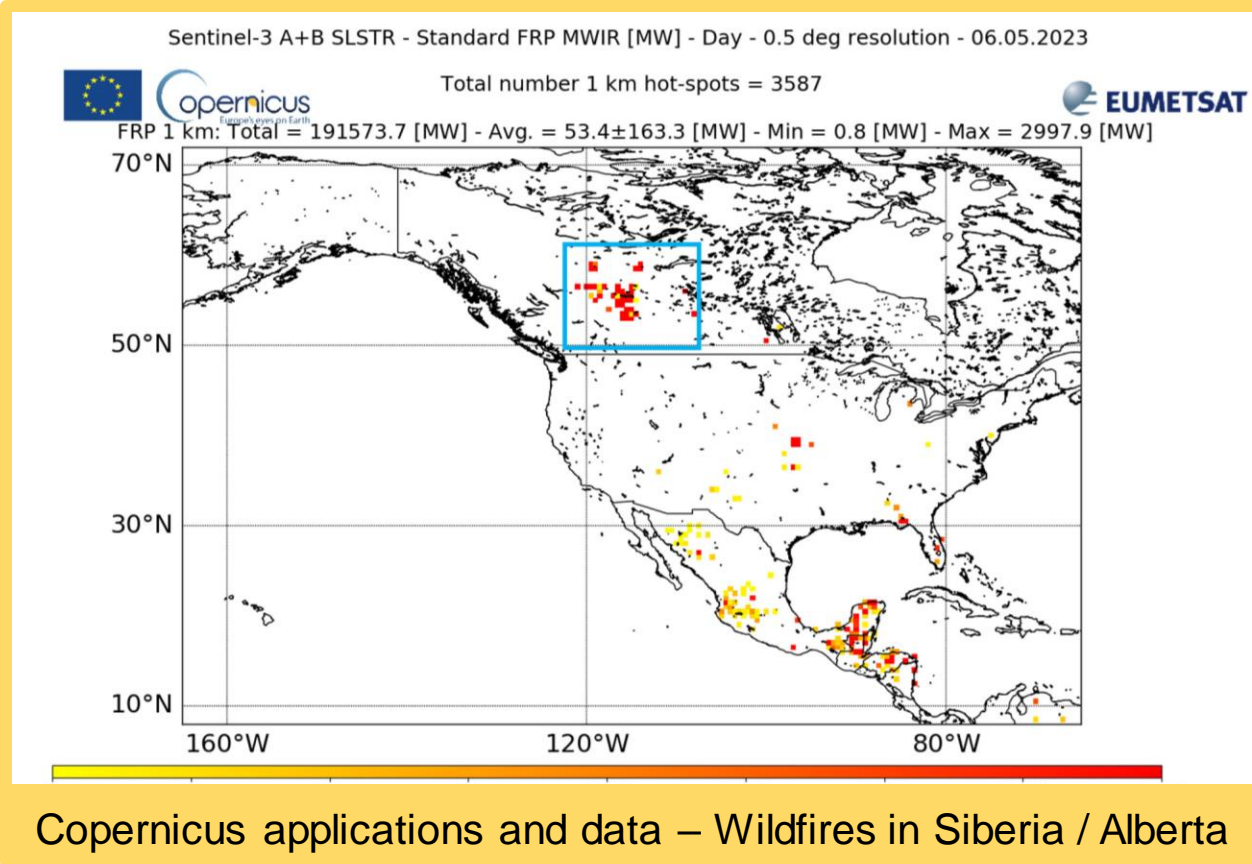 Sentinel-3 A+B SLSTR - Standard FRP MWIR [MW] - Day - 0.5 deg resolution - 06.05.2023
Total number 1 km hot-spots = 3587
opernicus
Europe's eyes on Earth
EUMETSAT
FRP 1 km: Total = 191573.7 [MW] - Avg. = 53.4±163.3 [MW] - Min = 0.8 [MW] - Max = 2997.9 [MW]
70°N
50°N
30°N
10°N
160°W 120°W 80°W
Copernicus applications and data – Wildfires in Siberia / Alberta